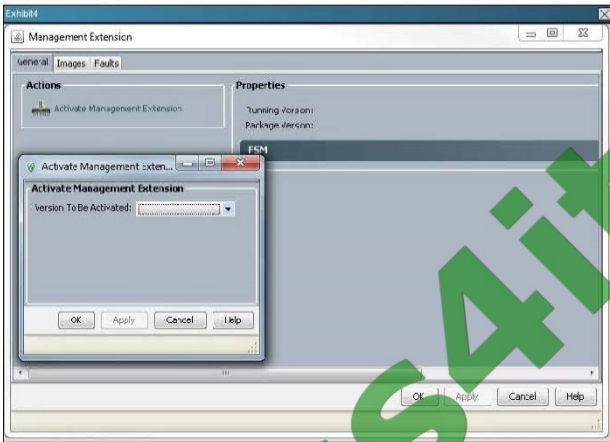 Exhibit4
Management Extension
General Images Faults
Actions
Activate Management Extension
Properties
Running Version:
Package Version:
FSM
Activate Management Exten...
Activate Management Extension
Version To Be Activated:
OK Apply Cancel Help
OK Apply Cancel Help
s4it